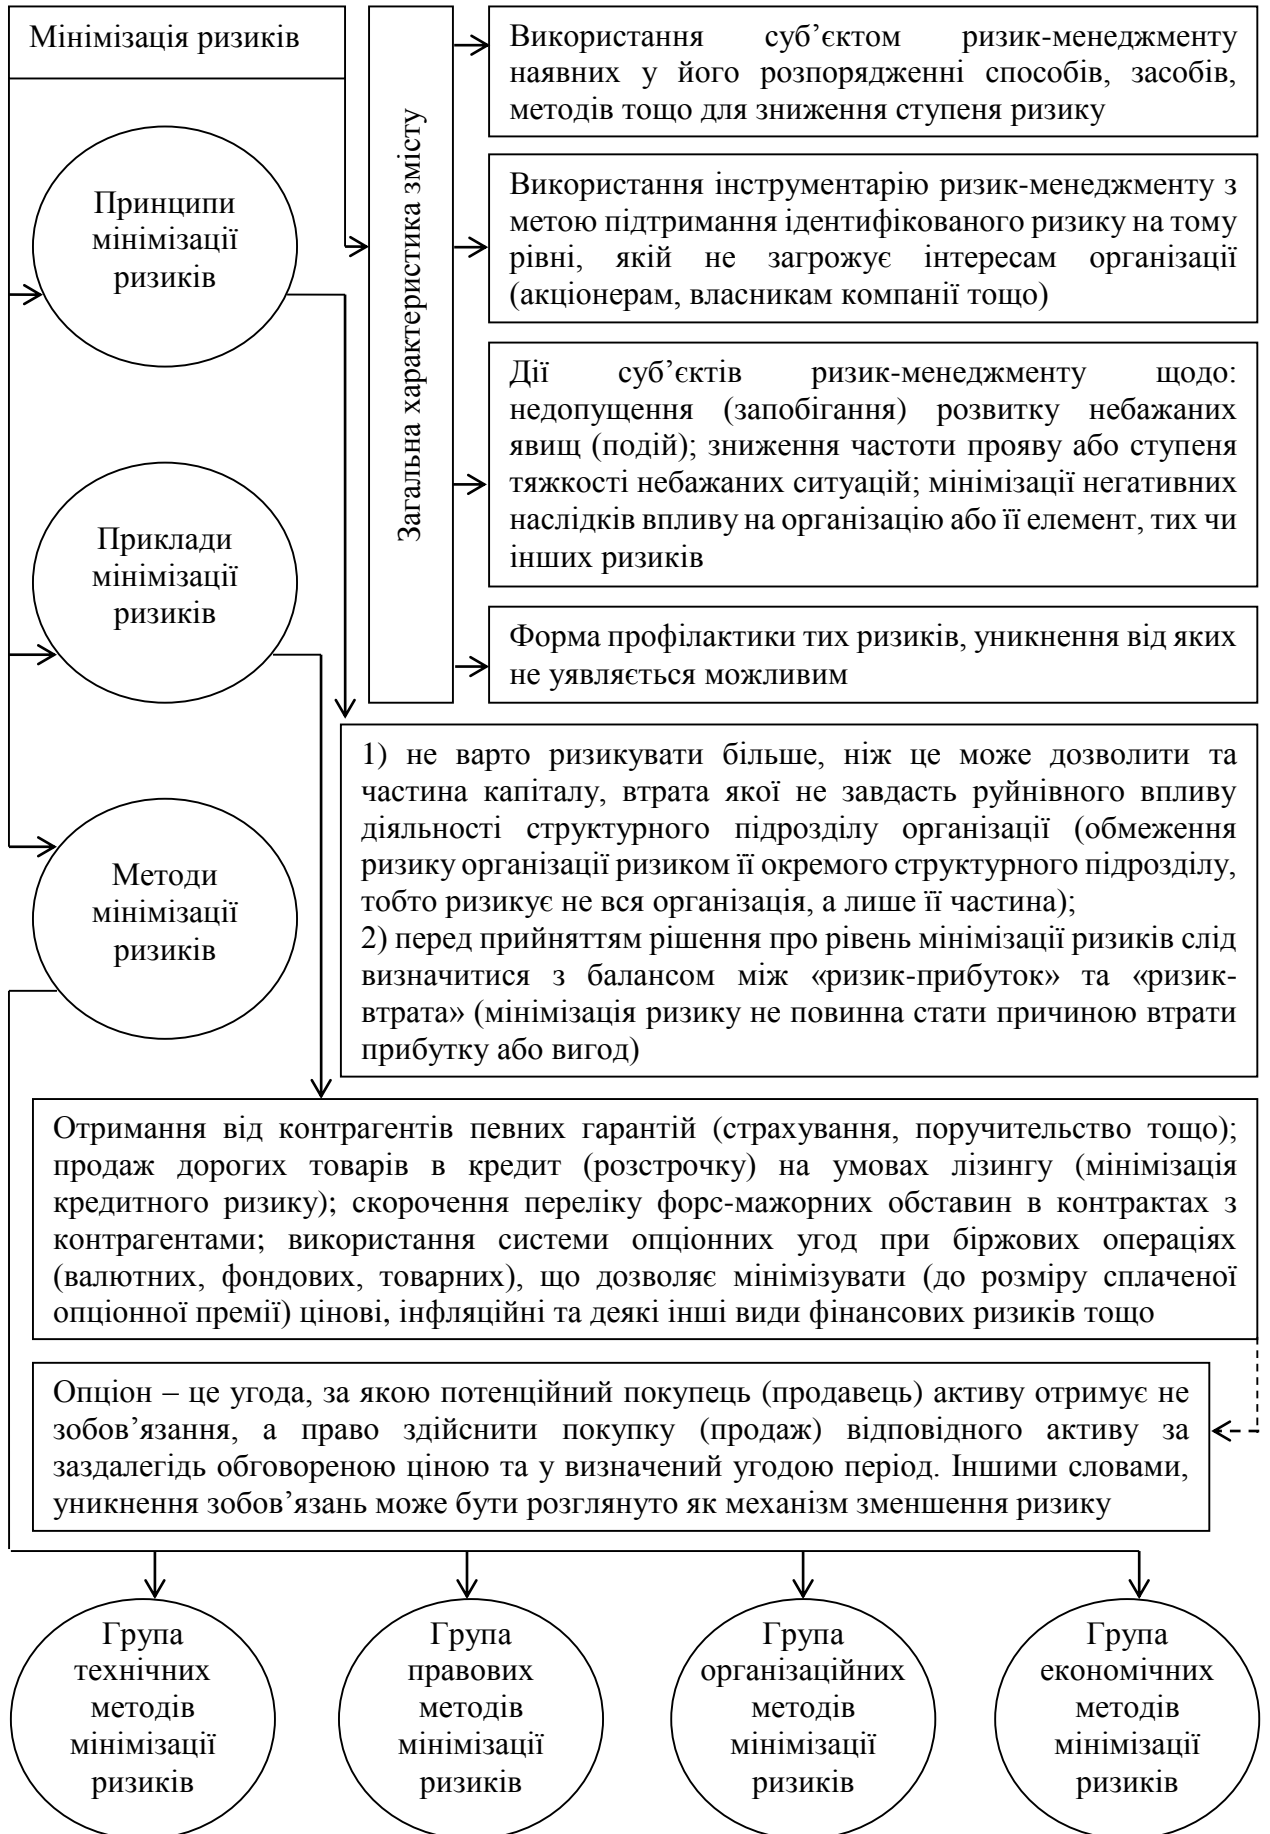 Мінімізація ризиків
Загальна характеристика змісту
Використання суб’єктом ризик-менеджменту
наявних у його розпорядженні способів, засобів,
методів тощо для зниження ступеня ризику
Використання інструментарію ризик-менеджменту з
метою підтримання ідентифікованого ризику на тому
рівні, якій не загрожує інтересам організації
(акціонерам, власникам компанії тощо)
Дії суб’єктів ризик-менеджменту щодо:
недопущення (запобігання) розвитку небажаних
явищ (подій); зниження частоти прояву або ступеня
тяжкості небажаних ситуацій; мінімізації негативних
наслідків впливу на організацію або її елемент, тих чи
інших ризиків
Форма профілактики тих ризиків, уникнення від яких
не уявляється можливим
Принципи
мінімізації
ризиків
Приклади
мінімізації
ризиків
Методи
мінімізації
ризиків
1) не варто ризикувати більше, ніж це може дозволити та
частина капіталу, втрата якої не завдасть руйнівного впливу
діяльності структурного підрозділу організації (обмеження
ризику організації ризиком її окремого структурного підрозділу,
тобто ризикує не вся організація, а лише її частина);
2) перед прийняттям рішення про рівень мінімізації ризиків слід
визначитися з балансом між «ризик-прибуток» та «ризик-
втрата» (мінімізація ризику не повинна стати причиною втрати
прибутку або вигод)
Отримання від контрагентів певних гарантій (страхування, поручительство тощо);
продаж дорогих товарів в кредит (розстрочку) на умовах лізингу (мінімізація
кредитного ризику); скорочення переліку форс-мажорних обставин в контрактах з
контрагентами; використання системи опціонних угод при біржових операціях
(валютних, фондових, товарних), що дозволяє мінімізувати (до розміру сплаченої
опціонної премії) цінові, інфляційні та деякі інші види фінансових ризиків тощо
Опціон – це угода, за якою потенційний покупець (продавець) активу отримує не
зобов’язання, а право здійснити покупку (продаж) відповідного активу за
заздалегідь обговореною ціною та у визначений угодою період. Іншими словами,
уникнення зобов’язань може бути розглянуто як механізм зменшення ризику
Група
технічних
методів
мінімізації
ризиків
Група
правових
методів
мінімізації
ризиків
Група
організаційних
методів
мінімізації
ризиків
Група
економічних
методів
мінімізації
ризиків